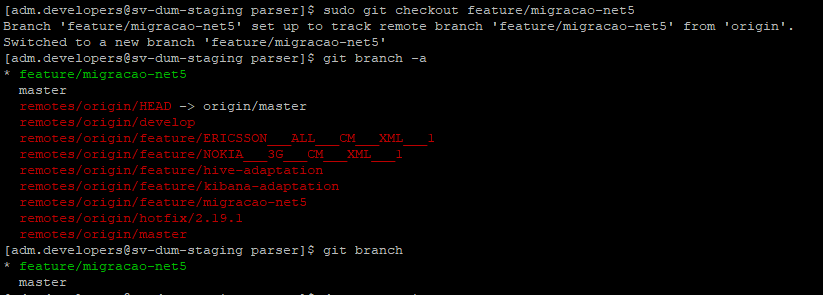 [adm.developers@sv-dum-staging parser]$ sudo git checkout feature/migracao-net5
Branch 'feature/migracao-net5' set up to track remote branch 'feature/migracao-net5' from 'origin'.
Switched to a new branch 'feature/migracao-net5'
[adm.developers@sv-dum-staging parser]$ git branch -a
* feature/migracao-net5
  master
  remotes/origin/HEAD -> origin/master
  remotes/origin/develop
  remotes/origin/feature/ERICSSON___ALL___CM___XML___1
  remotes/origin/feature/NOKIA___3G___CM___XML___1
  remotes/origin/feature/hive-adaptation
  remotes/origin/feature/kibana-adaptation
  remotes/origin/feature/migracao-net5
  remotes/origin/hotfix/2.19.1
  remotes/origin/master
[adm.developers@sv-dum-staging parser]$ git branch
* feature/migracao-net5
  master